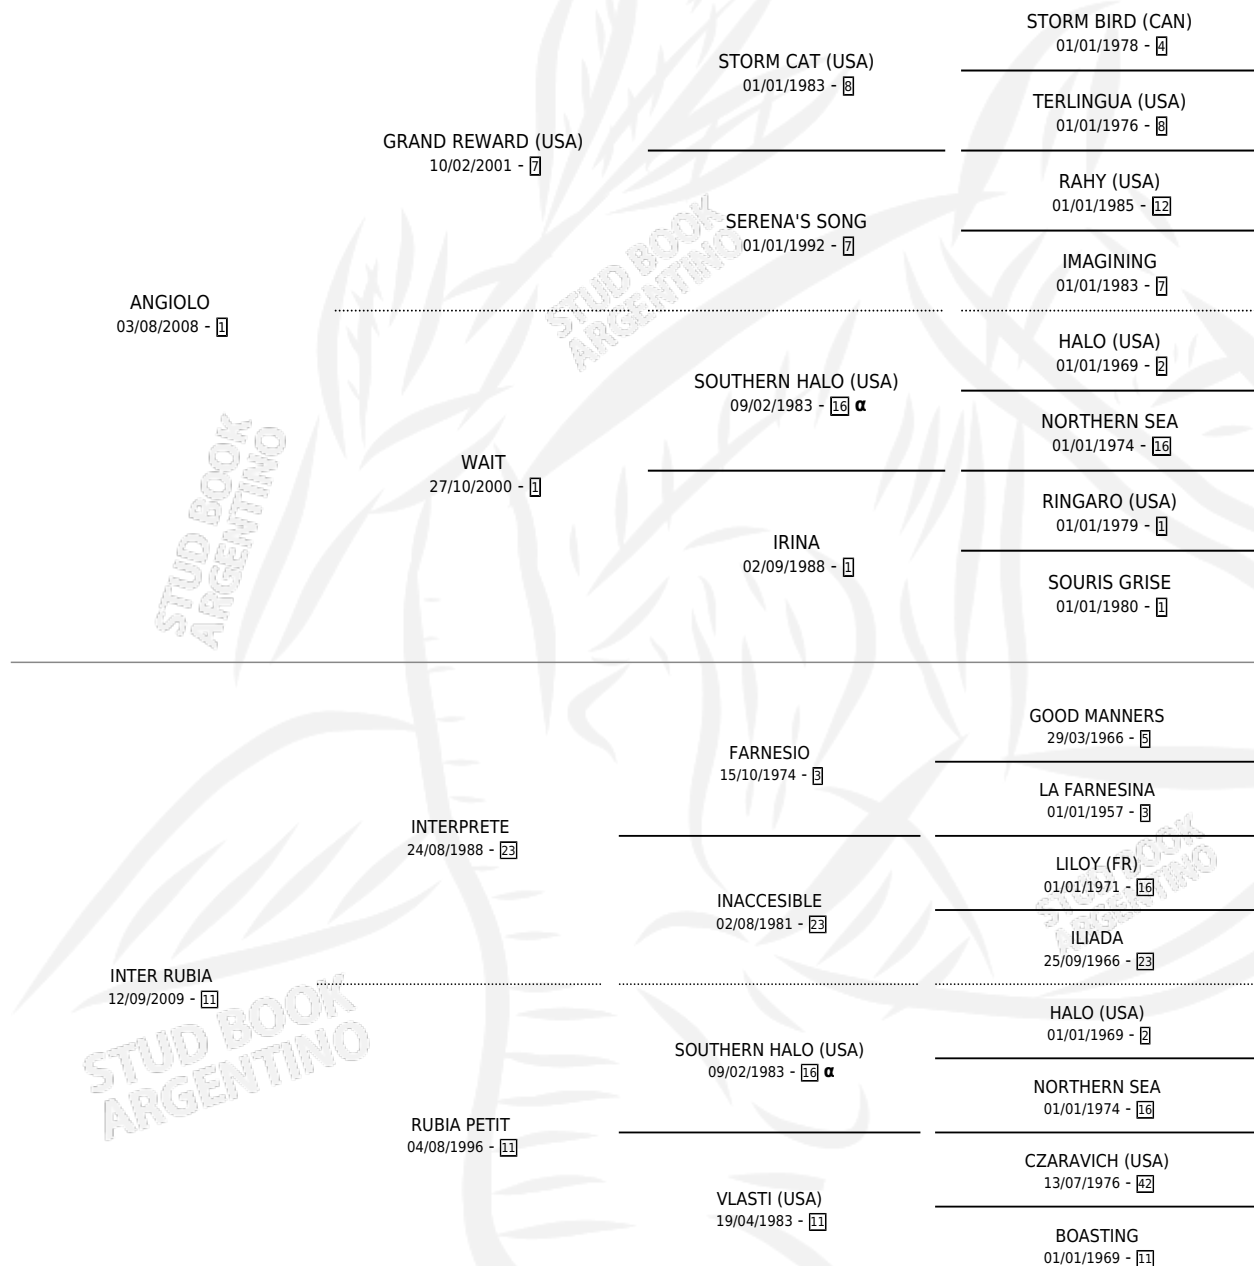 STORM BIRD (CAN)
01/01/1978 - 4
STORM CAT (USA)
01/01/1983 - 8
TERLINGUA (USA)
01/01/1976 - 8
GRAND REWARD (USA)
10/02/2001 - 7
RAHY (USA)
01/01/1985 - 12
SERENA'S SONG
01/01/1992 - 7
IMAGINING
01/01/1983 - 7
ANGIOLO
03/08/2008 - 1
HALO (USA)
01/01/1969 - 2
SOUTHERN HALO (USA)
09/02/1983 - 16 α
NORTHERN SEA
01/01/1974 - 16
WAIT
27/10/2000 - 1
RINGARO (USA)
01/01/1979 - 1
IRINA
02/09/1988 - 1
SOURIS GRISE
01/01/1980 - 1
GOOD MANNERS
29/03/1966 - 5
FARNESIO
15/10/1974 - 3
LA FARNESINA
01/01/1957 - 3
INTERPRETE
24/08/1988 - 23
LILOY (FR)
01/01/1971 - 16
INACCESIBLE
02/08/1981 - 23
ILIADA
25/09/1966 - 23
INTER RUBIA
12/09/2009 - 11
HALO (USA)
01/01/1969 - 2
SOUTHERN HALO (USA)
09/02/1983 - 16 α
NORTHERN SEA
01/01/1974 - 16
RUBIA PETIT
04/08/1996 - 11
CZARAVICH (USA)
13/07/1976 - 42
VLASTI (USA)
19/04/1983 - 11
BOASTING
01/01/1969 - 11
STUD BOOK
ARGENTINO
STUD BOOK
ARGENTINO
STUD BOOK
ARGENTINO
STUD BOOK
ARGENTINO